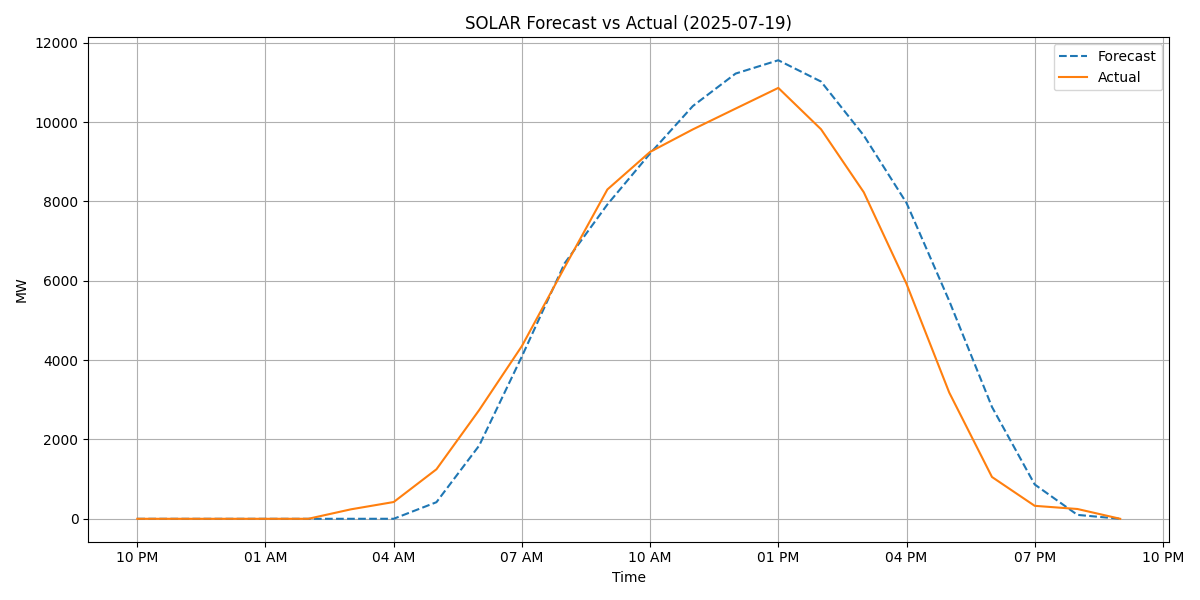 SOLAR Forecast vs Actual (2025-07-19)
12000
10000
8000
6000
4000
2000
0
MW
Forecast
Actual
10 PM 01 AM 04 AM 07 AM 10 AM 01 PM 04 PM 07 PM 10 PM
Time